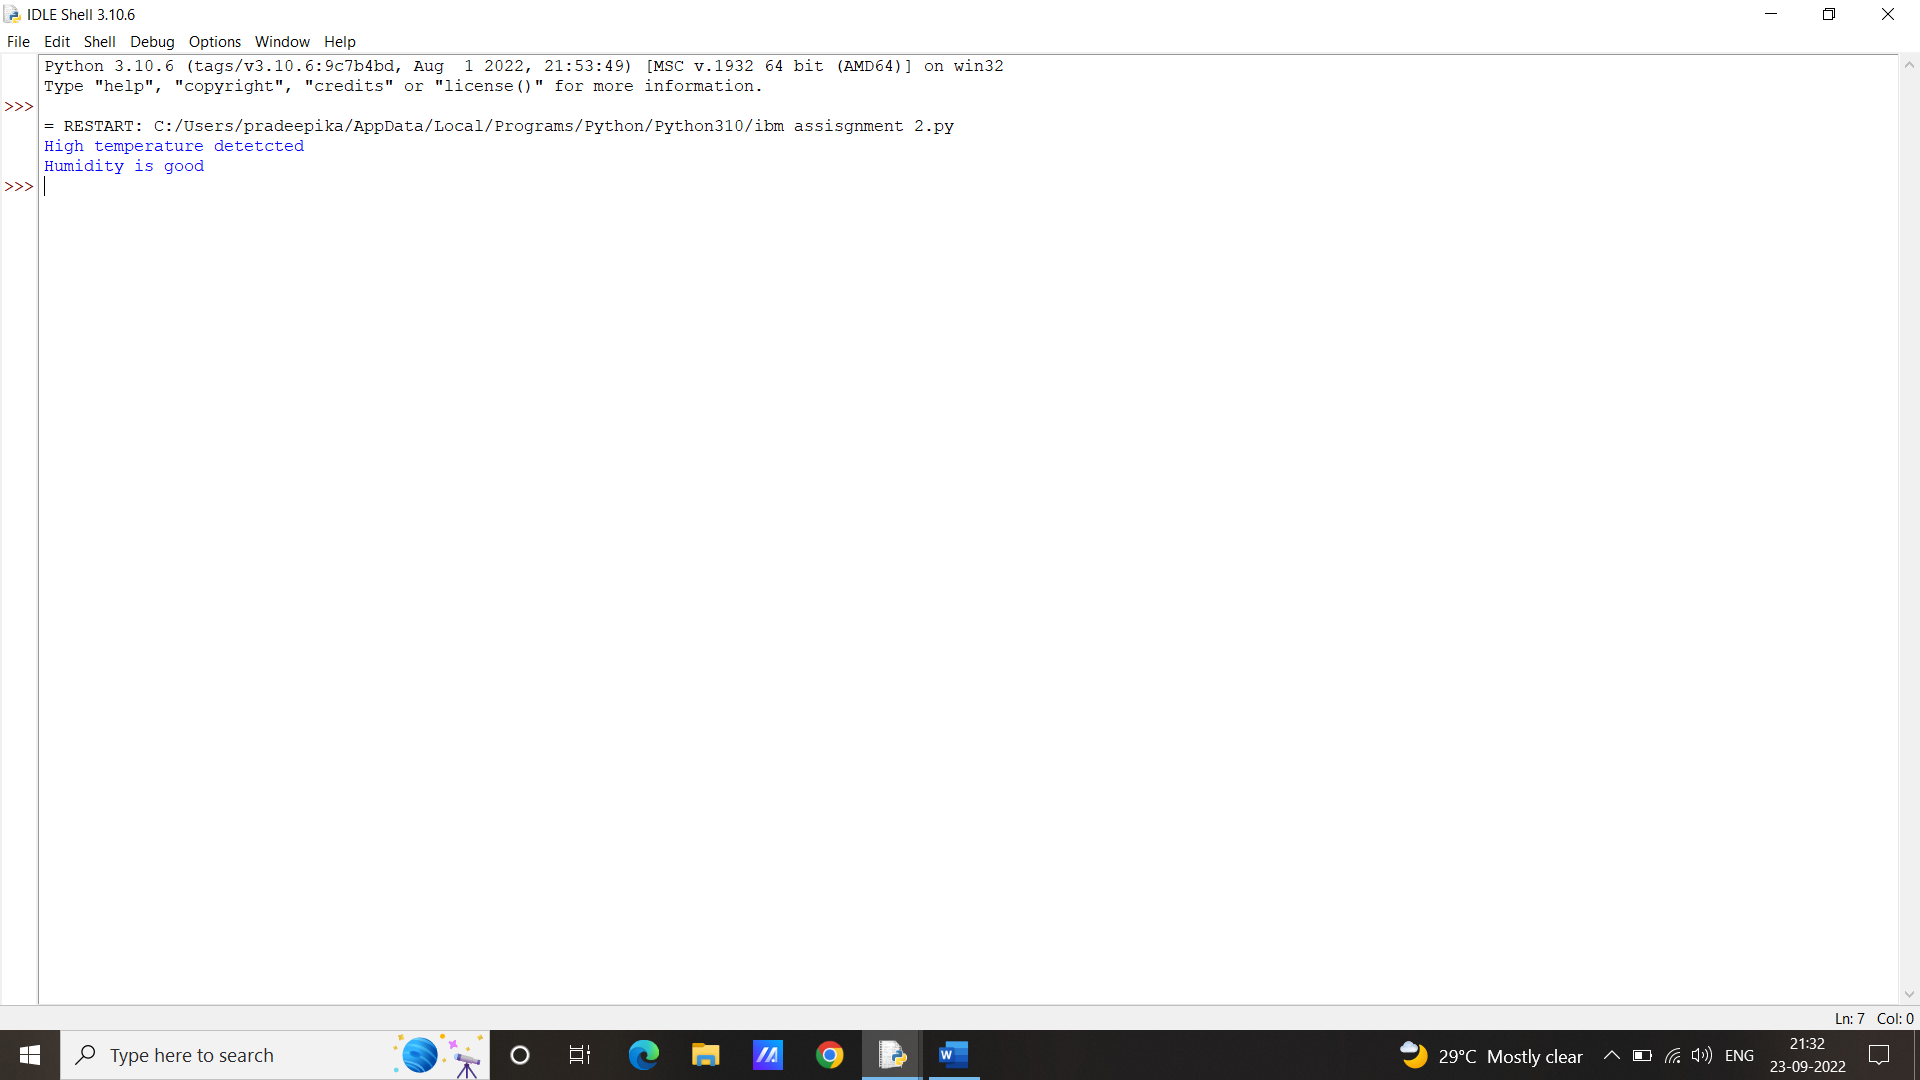 IDLE Shell 3.10.6
File Edit Shell Debug Options Window Help
Python 3.10.6 (tags/v3.10.6:9c7b4bd, Aug  1 2022, 21:53:49) [MSC v.1932 64 bit (AMD64)] on win32
Type "help", "copyright", "credits" or "license()" for more information.
>>>
= RESTART: C:/Users/pradeepika/AppData/Local/Programs/Python/Python310/ibm assisgnment 2.py
High temperature detetcted
Humidity is good
>>>
Ln: 7 Col: 0
Type here to search
W
29°C Mostly clear
ENG
21:32
23-09-2022